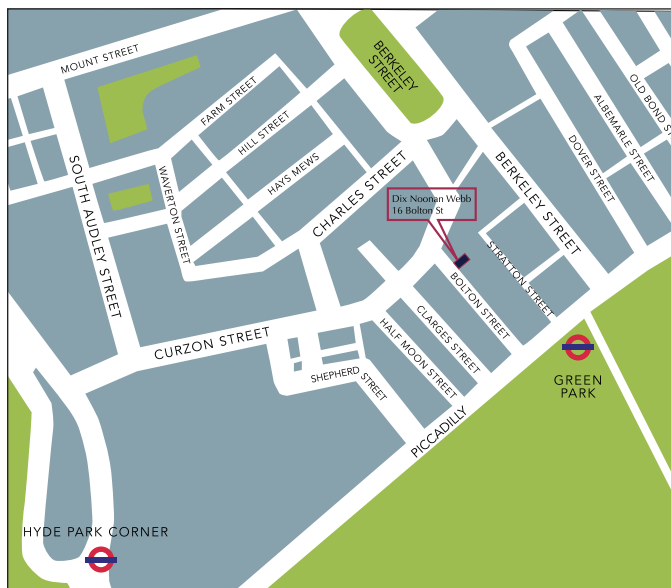 MOUNT STREET
BERKELEY
STREET
FARM STREET
OLD BOND S
ALBEMARLE STREET
HILL STREET
DOVER STREET
SOUTH AUDLEY STREET
WAVERTON STREET
HAYS MEWS
CHARLES STREET
BERKELEY STREET
Dix Noonan Webb
16 Bolton St
STRATTON STREET
BOLTON STREET
CURZON STREET
CLARGES STREET
HALF MOON STREET
SHEPHERD
STREET
GREEN
PARK
PICCADILLY
HYDE PARK CORNER